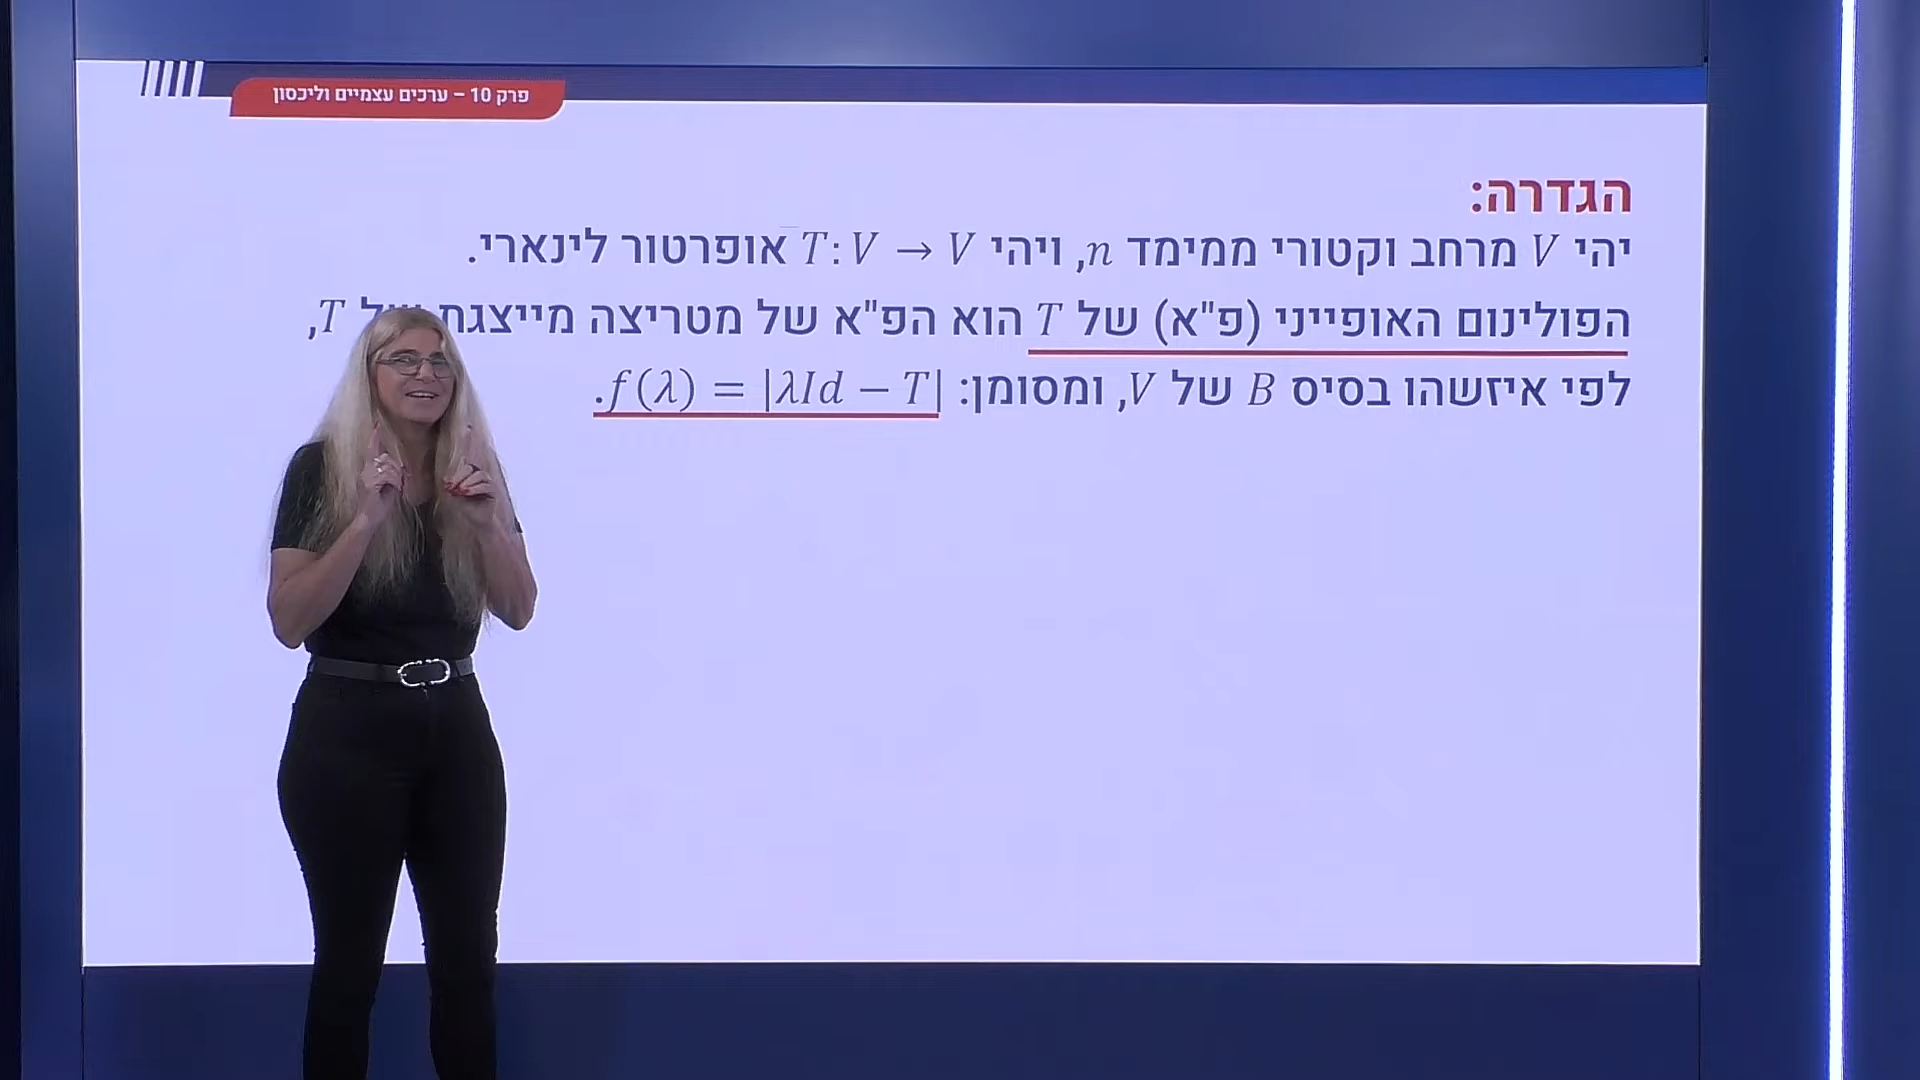 פרק 10 – ערכים עצמיים וליכסון
הגדרה:
יהי V מרחב וקטורי ממימד n, ויהי T: V → V אופרטור לינארי.
הפולינום האופייני (פ"א) של T הוא הפ"א של מטריצה מייצגת של T,
לפי איזשהו בסיס B של V, ומסומן: f(λ) = |λId − T|.